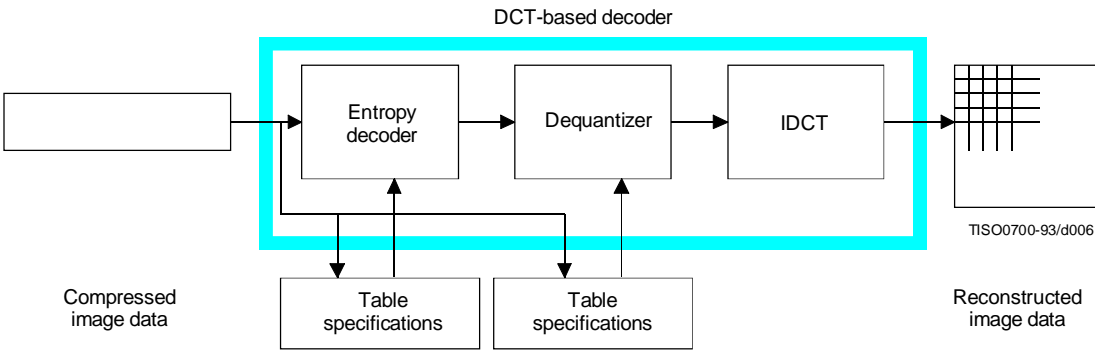 DCT-based decoder
Entropy
decoder
Dequantizer
IDCT
TISO0700-93/d006
Compressed
image data
Table
specifications
Table
specifications
Reconstructed
image data